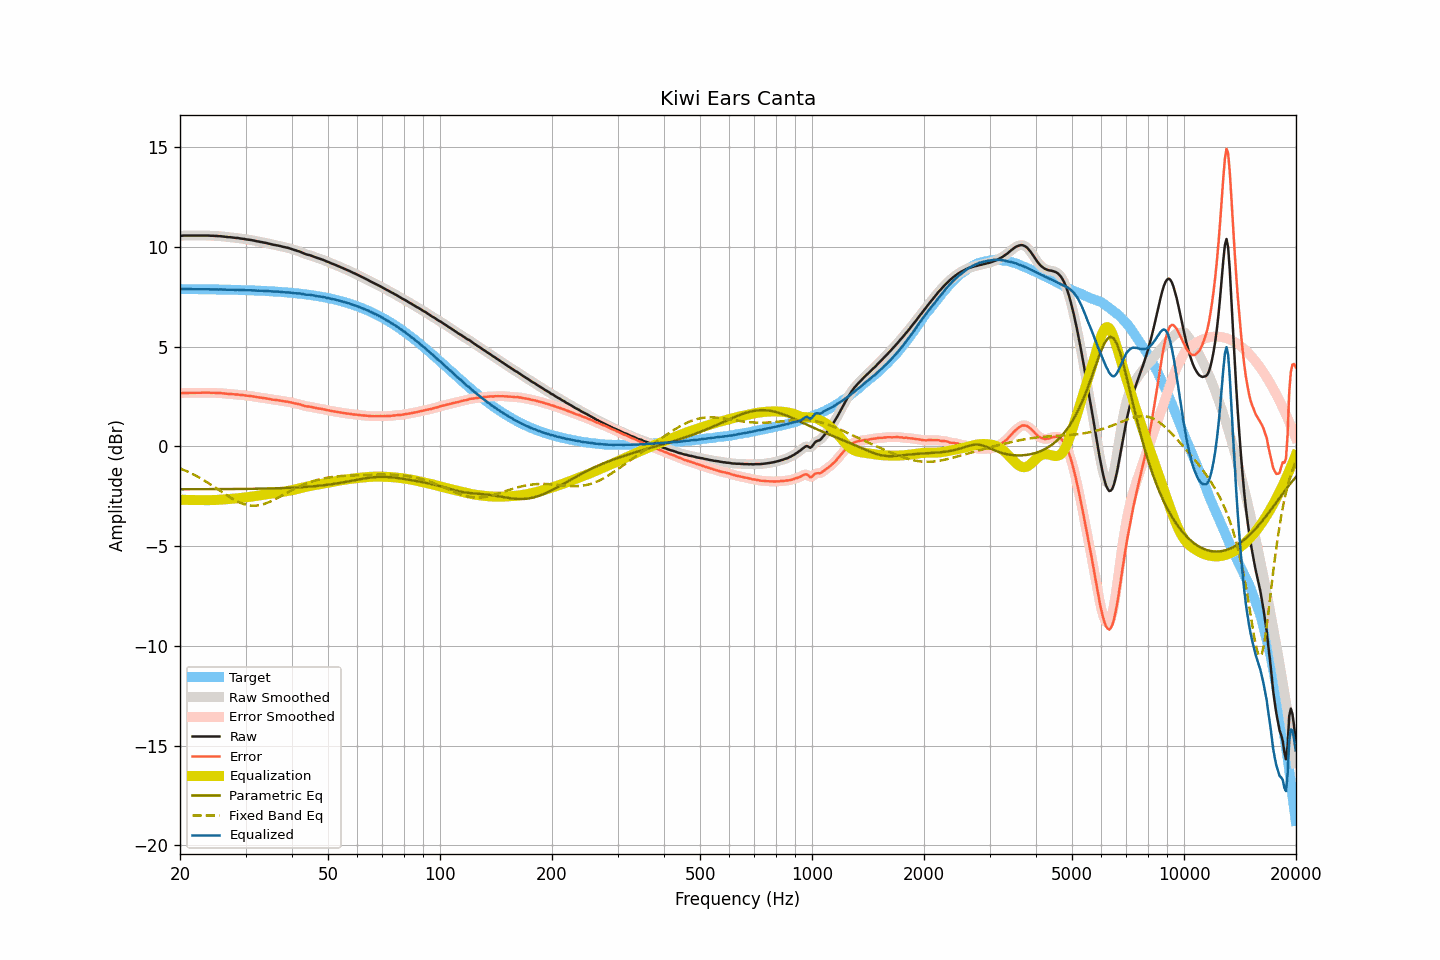 Kiwi Ears Canta
15
10
5
0
−5
−10
−15
−20
Amplitude (dBr)
Target
Raw Smoothed
Error Smoothed
Raw
Error
Equalization
Parametric Eq
Fixed Band Eq
Equalized
20 50 100 200 500 1000 2000 5000 10000 20000
Frequency (Hz)